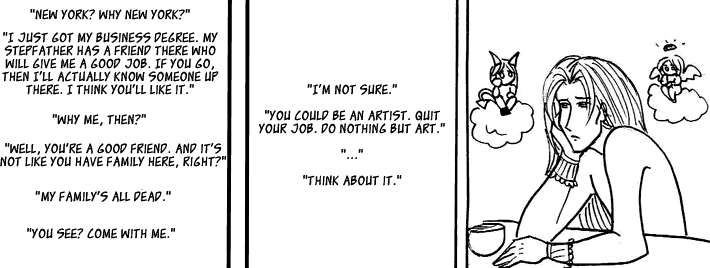 "NEW YORK? WHY NEW YORK?"
"I JUST GOT MY BUSINESS DEGREE. MY
STEPFATHER HAS A FRIEND THERE WHO
WILL GIVE ME A GOOD JOB. IF YOU GO,
THEN I'LL ACTUALLY KNOW SOMEONE UP
THERE. I THINK YOU'LL LIKE IT."
"WHY ME, THEN?"
"WELL, YOU'RE A GOOD FRIEND. AND IT'S
NOT LIKE YOU HAVE FAMILY HERE, RIGHT?"
"MY FAMILY'S ALL DEAD."
"YOU SEE? COME WITH ME."
"I'M NOT SURE."
"YOU COULD BE AN ARTIST. QUIT
YOUR JOB. DO NOTHING BUT ART."
"..."
"THINK ABOUT IT."